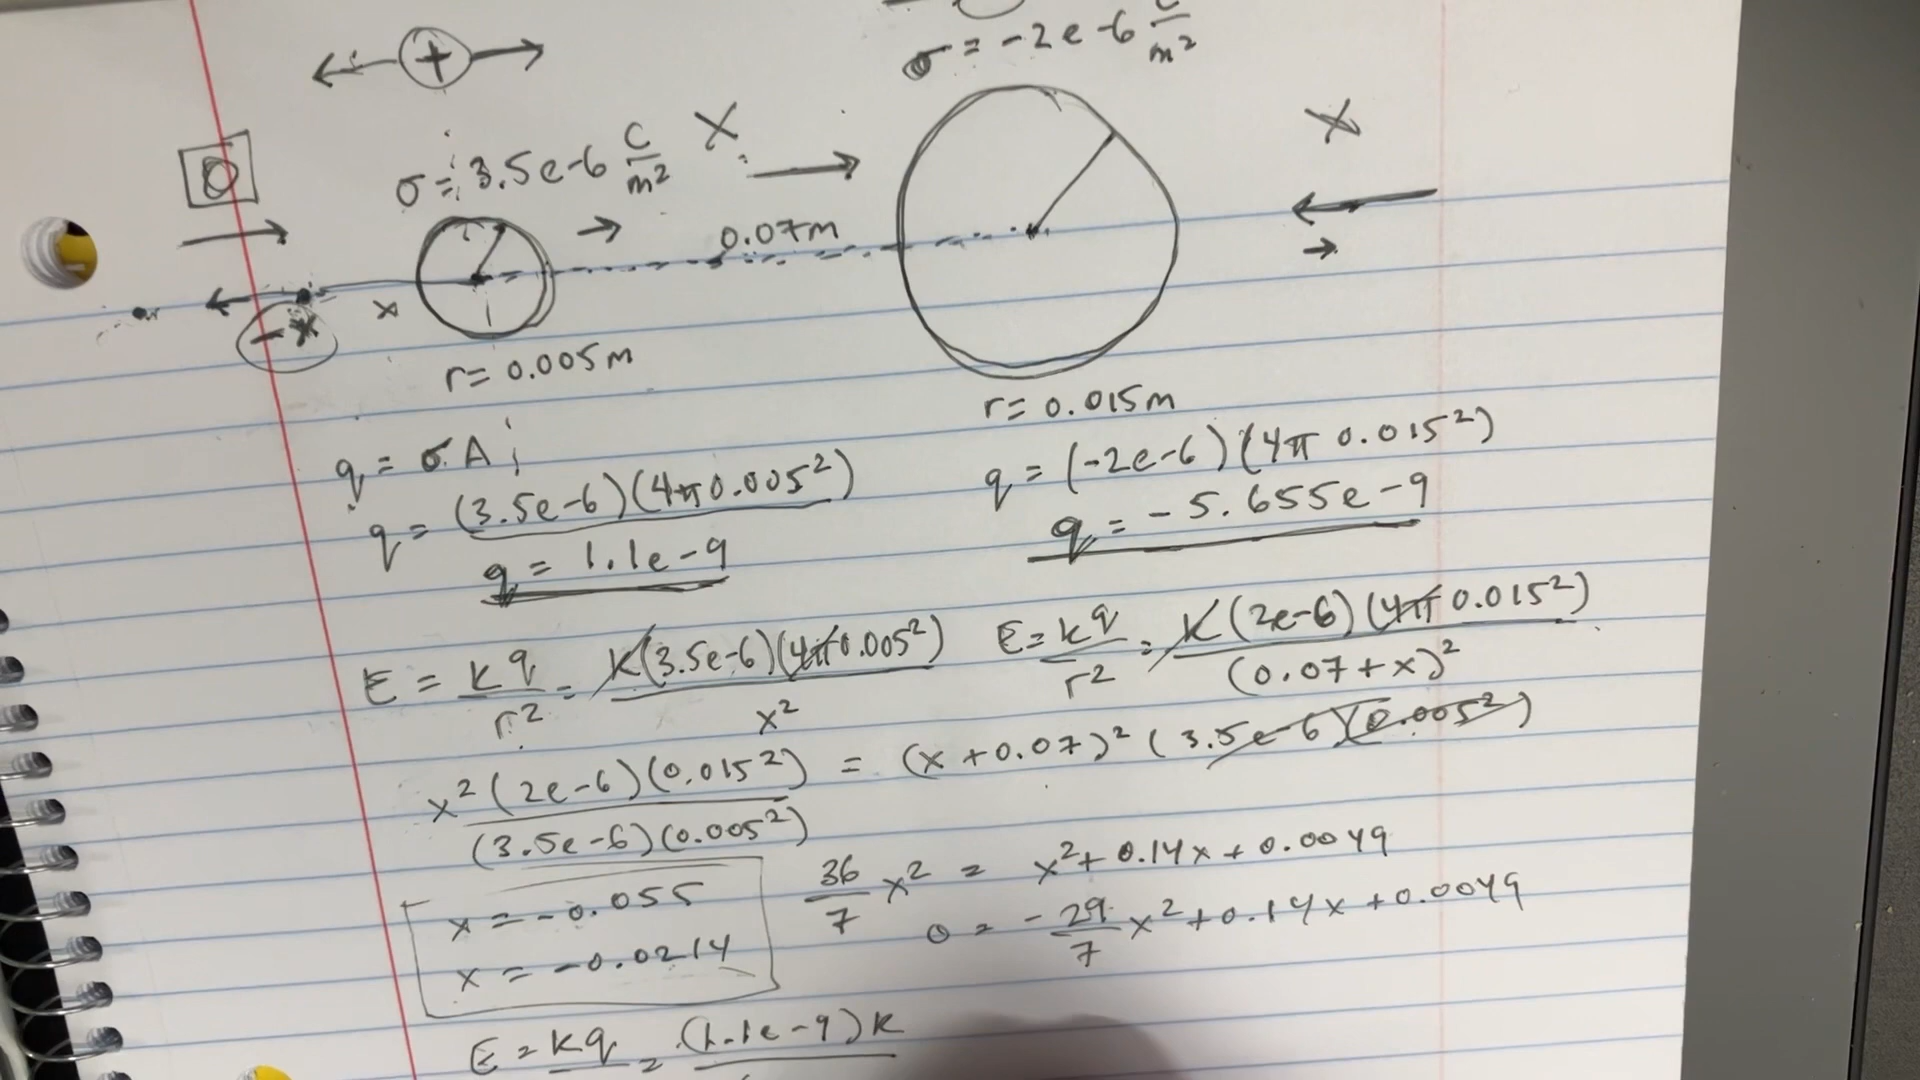 +
σ = -2e-6 C/m²
σ = 3.5e-6 C/m²
X
X
0
0.07m
x
-x
r = 0.005m
r = 0.015m
q = σA
q = (3.5e-6)(4π0.005²)
q = 1.1e-9
q = (-2e-6)(4π 0.015²)
q = -5.655e-9
E = kq/r² = K(3.5e-6)(4π0.005²)/x²
E = kq/r² = K(2e-6)(4π 0.015²)/(0.07+x)²
x²(2e-6)(0.015²)/(3.5e-6)(0.005²) = (x+0.07)²(3.5e-6)(0.005²)
36/7 x² = x²+0.14x+0.0049
0 = -29/7 x²+0.14x+0.0049
x = -0.055
x = -0.0214
E = kq = (1.1e-9)k